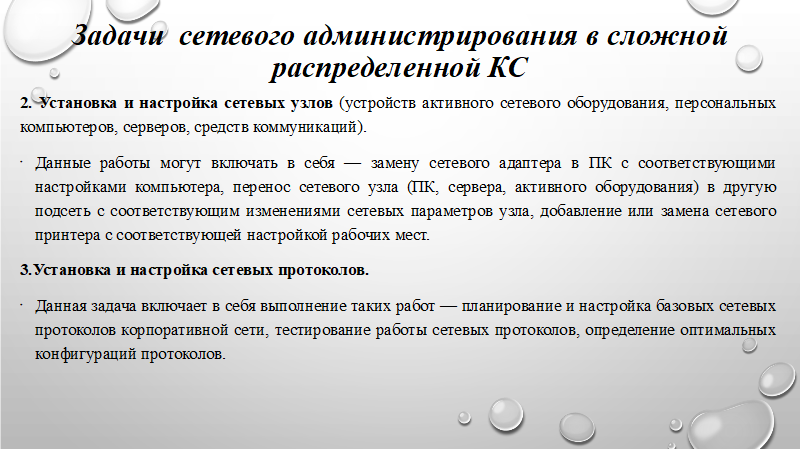 Задачи сетевого администрирования в сложной
распределенной КС
2. Установка и настройка сетевых узлов (устройств активного сетевого оборудования, персональных
компьютеров, серверов, средств коммуникаций).
· Данные работы могут включать в себя — замену сетевого адаптера в ПК с соответствующими
настройками компьютера, перенос сетевого узла (ПК, сервера, активного оборудования) в другую
подсеть с соответствующим изменениями сетевых параметров узла, добавление или замена сетевого
принтера с соответствующей настройкой рабочих мест.
3.Установка и настройка сетевых протоколов.
· Данная задача включает в себя выполнение таких работ — планирование и настройка базовых сетевых
протоколов корпоративной сети, тестирование работы сетевых протоколов, определение оптимальных
конфигураций протоколов.